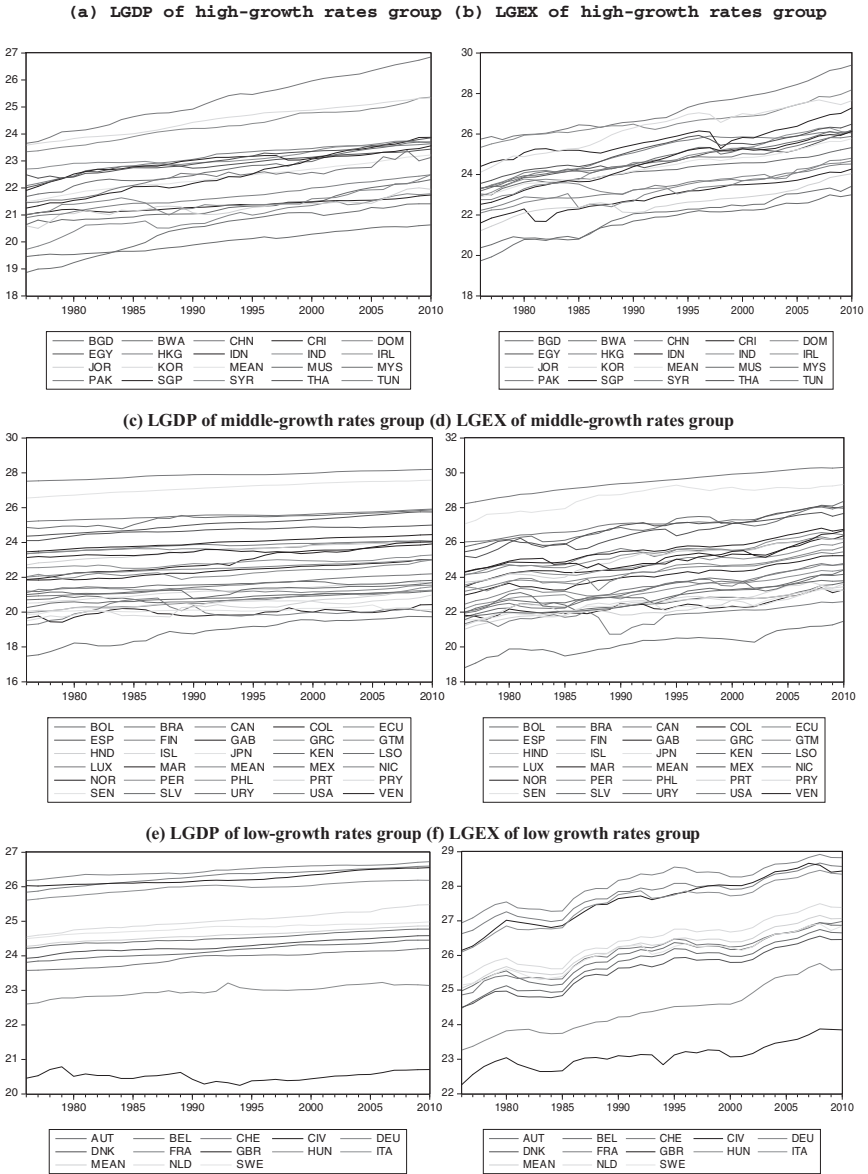 (a) LGDP of high-growth rates group (b) LGEX of high-growth rates group
27
26
25
24
23
22
21
20
19
18
1980 1985 1990 1995 2000 2005 2010
30
28
26
24
22
20
18
1980 1985 1990 1995 2000 2005 2010
BGD BWA CHN CRI DOM
EGY HKG IDN IND IRL
JOR KOR MEAN MUS MYS
PAK SGP SYR THA TUN
BGD BWA CHN CRI DOM
EGY HKG IDN IND IRL
JOR KOR MEAN MUS MYS
PAK SGP SYR THA TUN
(c) LGDP of middle-growth rates group (d) LGEX of middle-growth rates group
30
28
26
24
22
20
18
16
1980 1985 1990 1995 2000 2005 2010
32
30
28
26
24
22
20
18
1980 1985 1990 1995 2000 2005 2010
BOL BRA CAN COL ECU
ESP FIN GAB GRC GTM
HND ISL JPN KEN LSO
LUX MAR MEAN MEX NIC
NOR PER PHL PRT PRY
SEN SLV URY USA VEN
BOL BRA CAN COL ECU
ESP FIN GAB GRC GTM
HIND ISL JPN KEN LSO
LUX MAR MEAN MEX NIC
NOR PER PHL PRT PRY
SEN SLV URY USA VEN
(e) LGDP of low-growth rates group (f) LGEX of low growth rates group
27
26
25
24
23
22
21
20
1980 1985 1990 1995 2000 2005 2010
29
28
27
26
25
24
23
22
1980 1985 1990 1995 2000 2005 2010
AUT BEL CHE CIV DEU
DNK FRA GBR HUN ITA
MEAN NLD SWE
AUT BEL CHE CIV DEU
DNK FRA GBR HUN ITA
MEAN NLD SWE